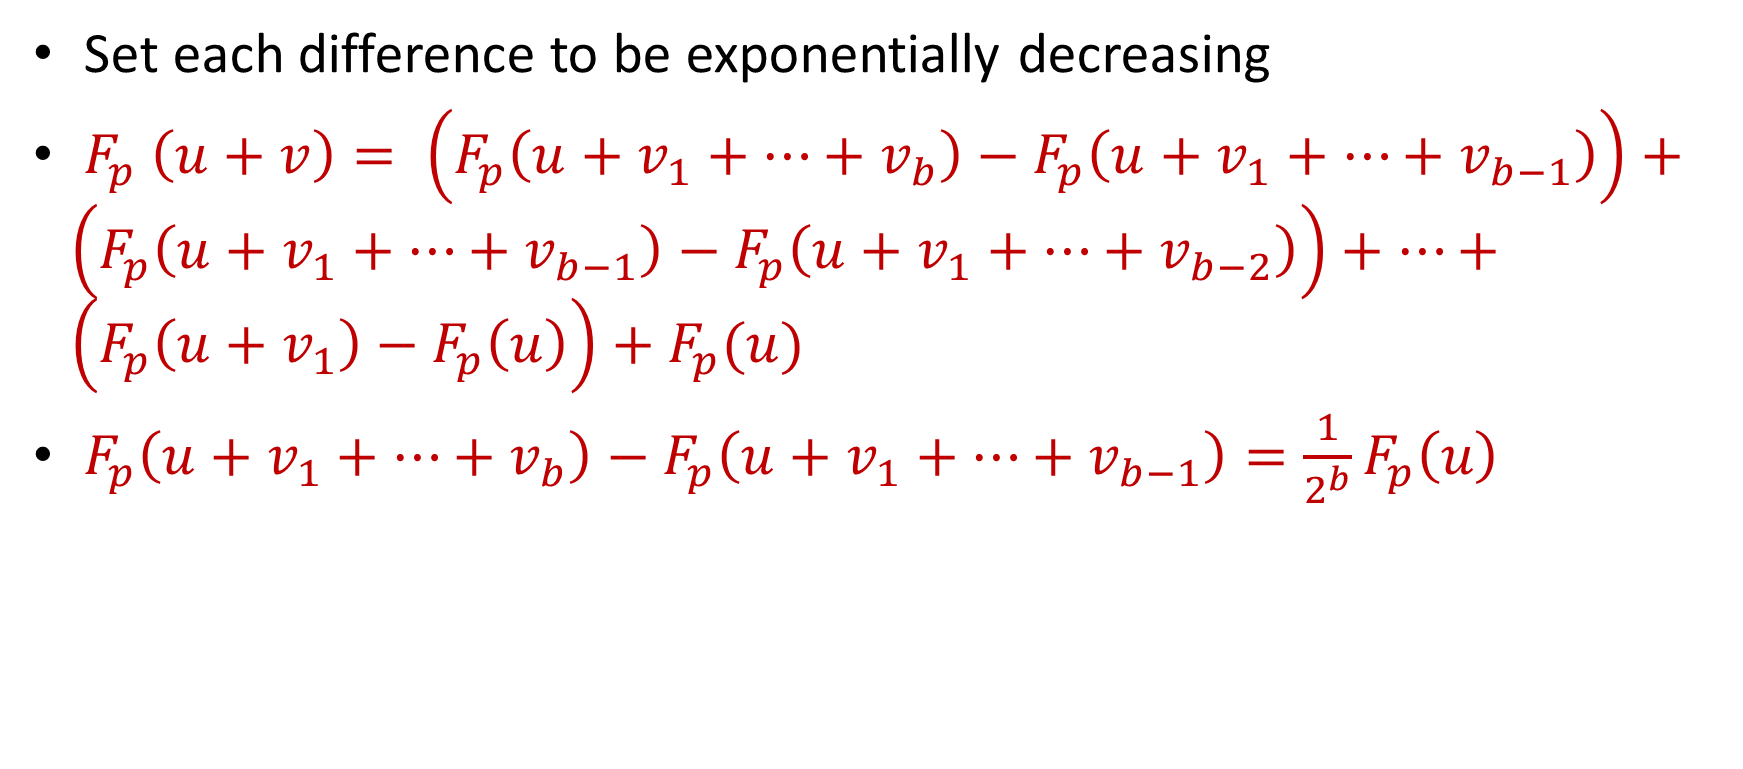 • Set each difference to be exponentially decreasing
• F_p (u + v) = (F_p(u + v_1 + ⋯ + v_b) − F_p(u + v_1 + ⋯ + v_{b−1})) +
(F_p(u + v_1 + ⋯ + v_{b−1}) − F_p(u + v_1 + ⋯ + v_{b−2})) + ⋯ +
(F_p(u + v_1) − F_p(u)) + F_p(u)
• F_p(u + v_1 + ⋯ + v_b) − F_p(u + v_1 + ⋯ + v_{b−1}) = \frac{1}{2^b} F_p(u)